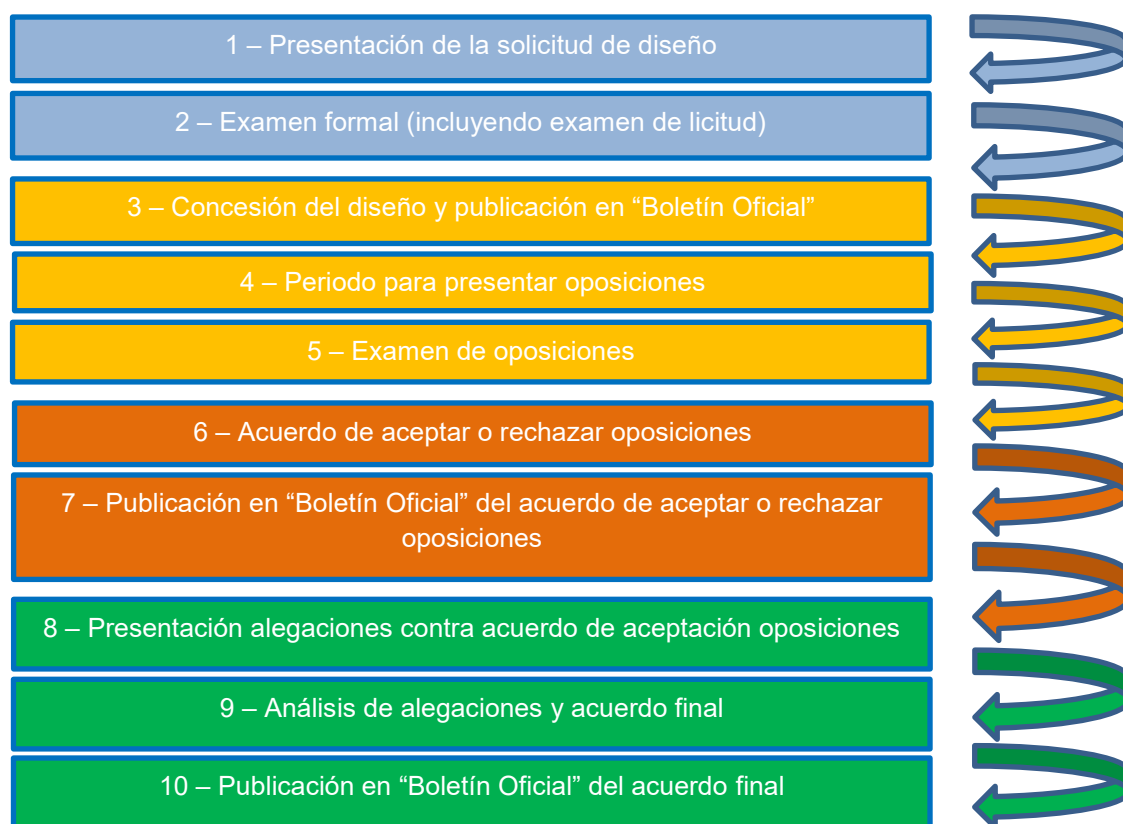 1 – Presentación de la solicitud de diseño
2 – Examen formal (incluyendo examen de licitud)
3 – Concesión del diseño y publicación en “Boletín Oficial”
4 – Periodo para presentar oposiciones
5 – Examen de oposiciones
6 – Acuerdo de aceptar o rechazar oposiciones
7 – Publicación en “Boletín Oficial” del acuerdo de aceptar o rechazar
oposiciones
8 – Presentación alegaciones contra acuerdo de aceptación oposiciones
9 – Análisis de alegaciones y acuerdo final
10 – Publicación en “Boletín Oficial” del acuerdo final